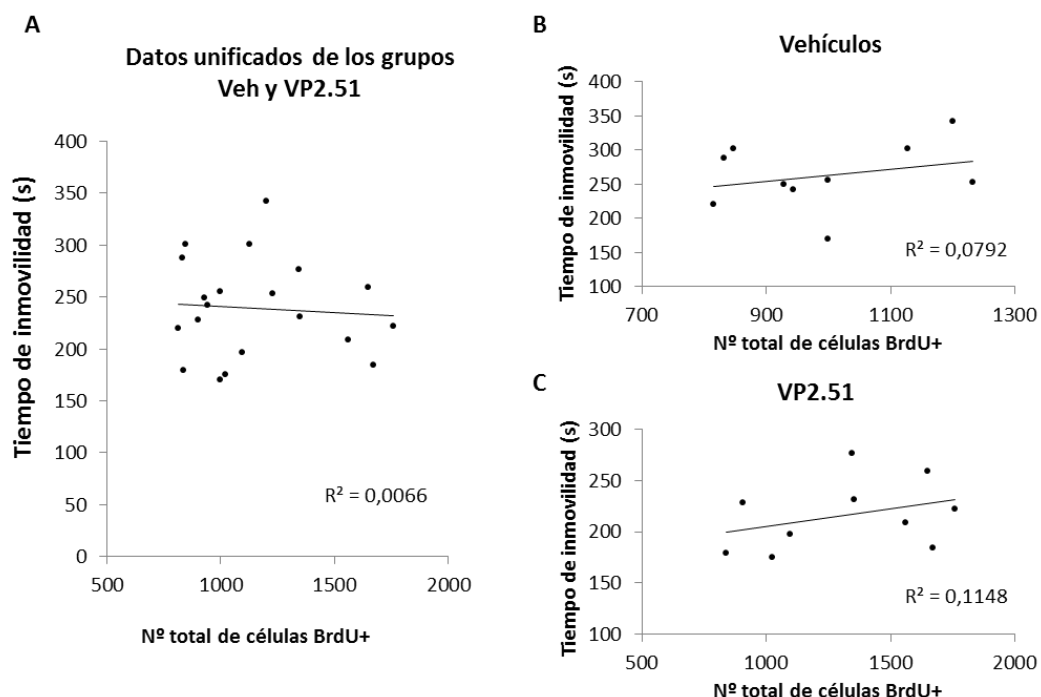 A
Datos unificados de los grupos
Veh y VP2.51
Tiempo de inmovilidad (s)
400
350
300
250
200
150
100
50
0
R² = 0,0066
500
1000
1500
2000
Nº total de células BrdU+
B
Vehículos
Tiempo de inmovilidad (s)
400
350
300
250
200
150
100
R² = 0,0792
700
900
1100
1300
Nº total de células BrdU+
C
VP2.51
Tiempo de inmovilidad (s)
300
250
200
150
100
R² = 0,1148
500
1000
1500
2000
Nº total de células BrdU+